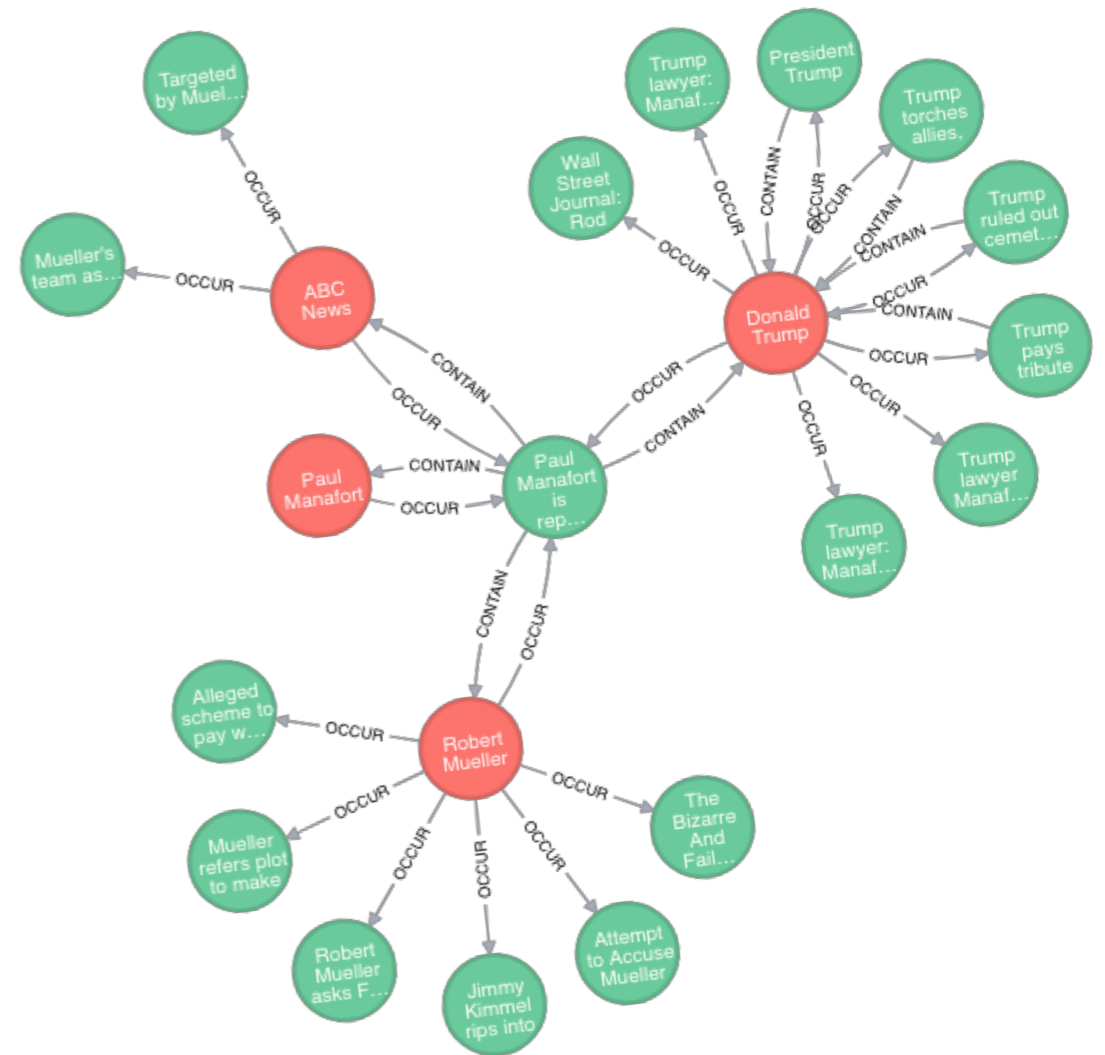 Targeted
by Muel...
OCCUR
Mueller's
team as...
OCCUR
ABC
News
CONTAIN
OCCUR
Paul
Manafort
CONTAIN
OCCUR
Paul
Manafort
is
rep...
Trump
lawyer:
Manaf...
OCCUR
President
Trump
CONTAIN
OCCUR
Trump
torches
allies,
OCCUR
CONTAIN
Wall
Street
Journal:
Rod
OCCUR
Trump
ruled out
cemet...
CONTAIN
OCCUR
Donald
Trump
CONTAIN
OCCUR
Trump
pays
tribute
OCCUR
CONTAIN
OCCUR
Trump
lawyer
Manaf...
OCCUR
Trump
lawyer:
Manaf...
CONTAIN
OCCUR
Robert
Mueller
Alleged
scheme to
pay w...
OCCUR
Mueller
refers plot
to make
OCCUR
Robert
Mueller
asks F...
OCCUR
Jimmy
Kimmel
rips into
OCCUR
Attempt
to Accuse
Mueller
OCCUR
The
Bizarre
And
Fail...
OCCUR